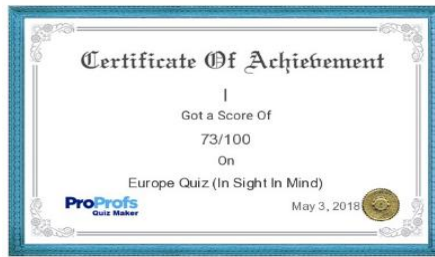 Certificate Of Achievement
I
Got a Score Of
73/100
On
Europe Quiz (In Sight In Mind)
ProProfs
Quiz Maker
May 3, 2018